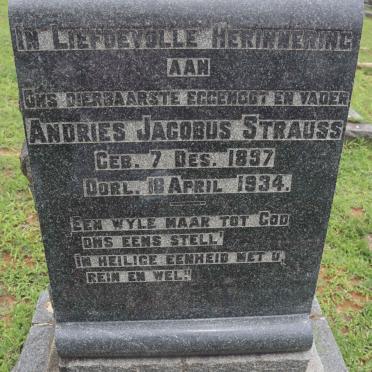 In Liefdevolle Herinnering
aan
Ons dierbaarste eggenoot en vader
Andries Jacobus Strauss
Geb. 7 Des. 1897
Oorl. 18 April 1934.
Een wyle maar tot God
ons eens stell'
In heilige eenheid met U,
rein en wel."